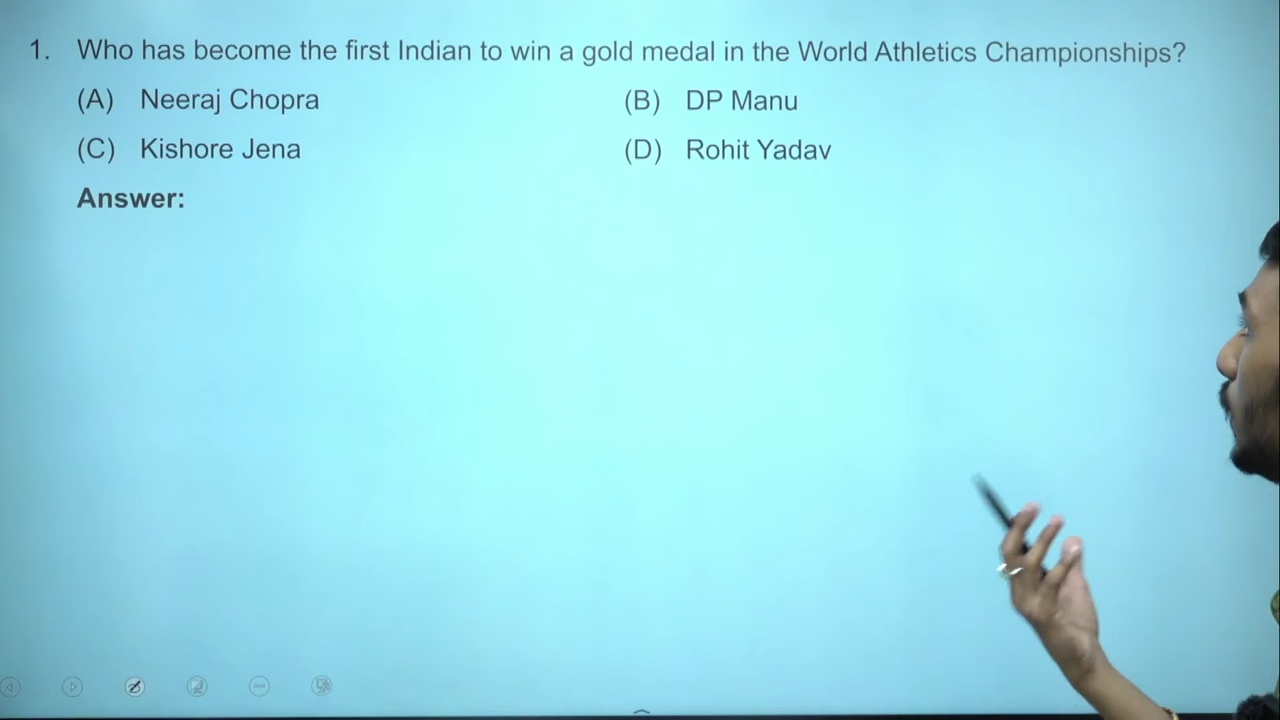 1. Who has become the first Indian to win a gold medal in the World Athletics Championships?
(A) Neeraj Chopra (B) DP Manu
(C) Kishore Jena (D) Rohit Yadav
Answer: